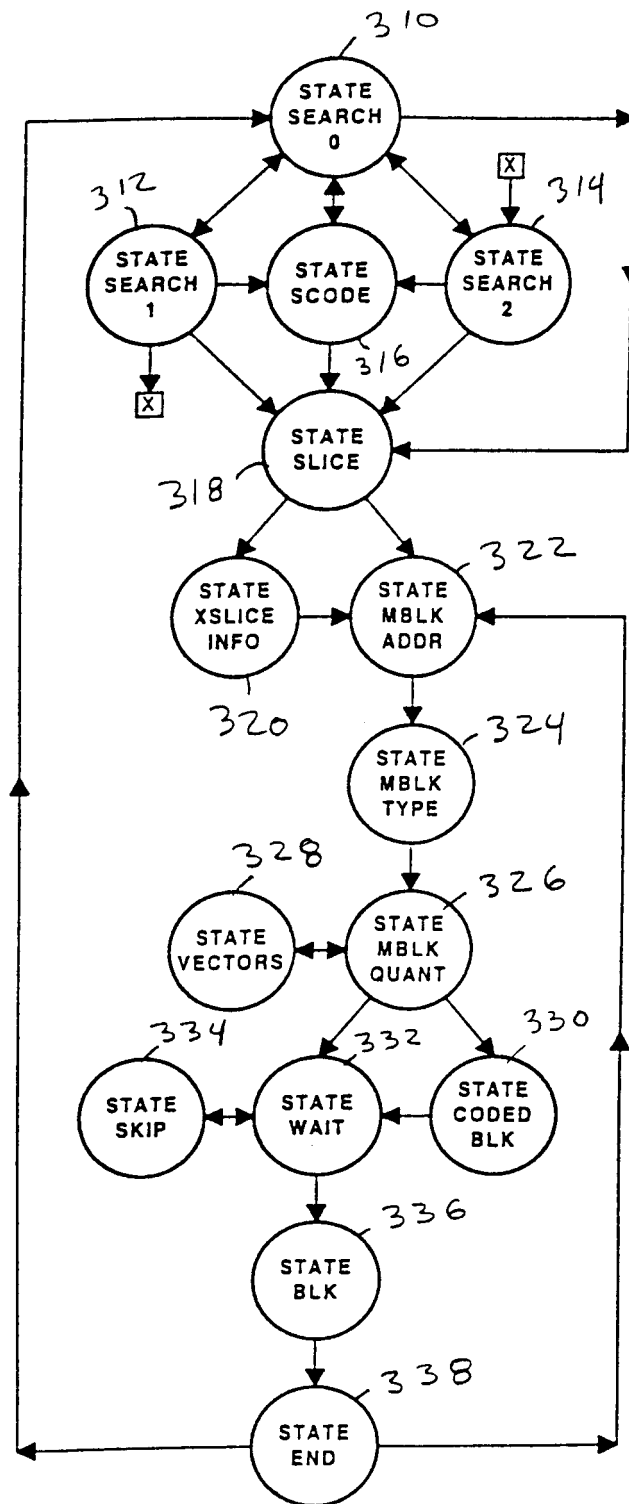 310
STATE
SEARCH
0
312
X
314
STATE
SEARCH
1
STATE
SCODE
STATE
SEARCH
2
316
X
STATE
SLICE
318
322
STATE
XSLICE
INFO
STATE
MBLK
ADDR
320
324
STATE
MBLK
TYPE
328
326
STATE
VECTORS
STATE
MBLK
QUANT
334
332
330
STATE
SKIP
STATE
WAIT
STATE
CODED
BLK
336
STATE
BLK
338
STATE
END